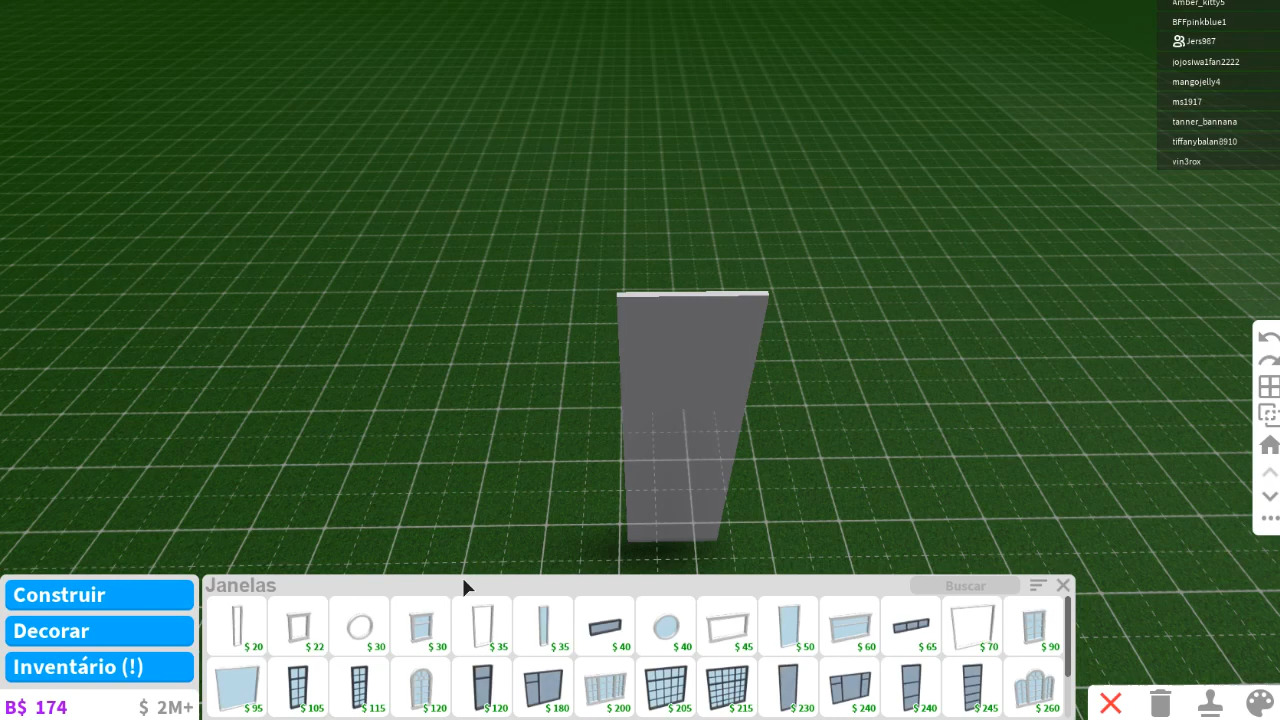 Amber_kitty5
BFFpinkblue1
Jers987
jojosiwa1fan2222
mangojelly4
ms1917
tanner_bannana
tiffanybalan8910
vin3rox
Construir
Decorar
Inventário (!)
B$ 174
$ 2M+
Janelas
Buscar
$ 20 $ 22 $ 30 $ 30 $ 35 $ 35 $ 40 $ 40 $ 45 $ 50 $ 60 $ 65 $ 70 $ 90
$ 95 $ 105 $ 115 $ 120 $ 120 $ 180 $ 200 $ 205 $ 215 $ 230 $ 240 $ 240 $ 245 $ 260